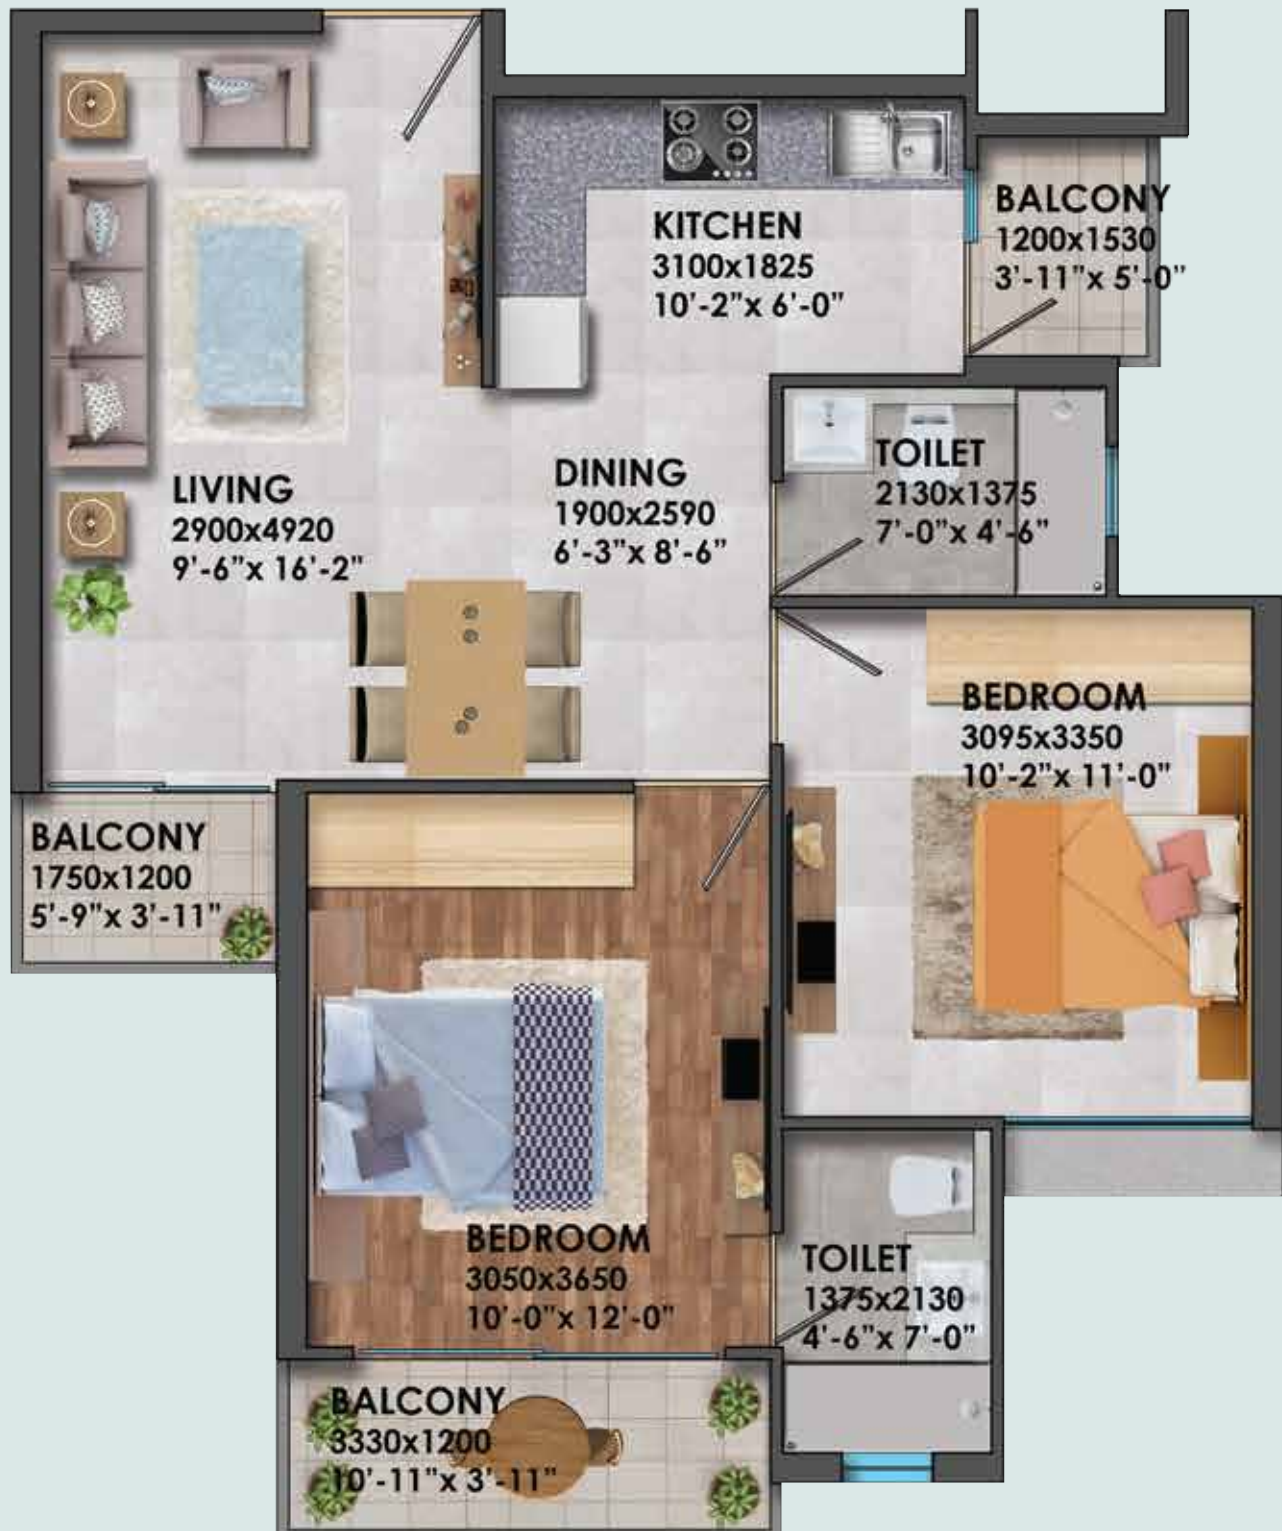 KITCHEN
3100x1825
10'-2"x 6'-0"
BALCONY
1200x1530
3'-11"x 5'-0"
LIVING
2900x4920
9'-6"x 16'-2"
DINING
1900x2590
6'-3"x 8'-6"
TOILET
2130x1375
7'-0"x 4'-6"
BEDROOM
3095x3350
10'-2"x 11'-0"
BALCONY
1750x1200
5'-9"x 3'-11"
BEDROOM
3050x3650
10'-0"x 12'-0"
TOILET
1375x2130
4'-6"x 7'-0"
BALCONY
3330x1200
10'-11"x 3'-11"